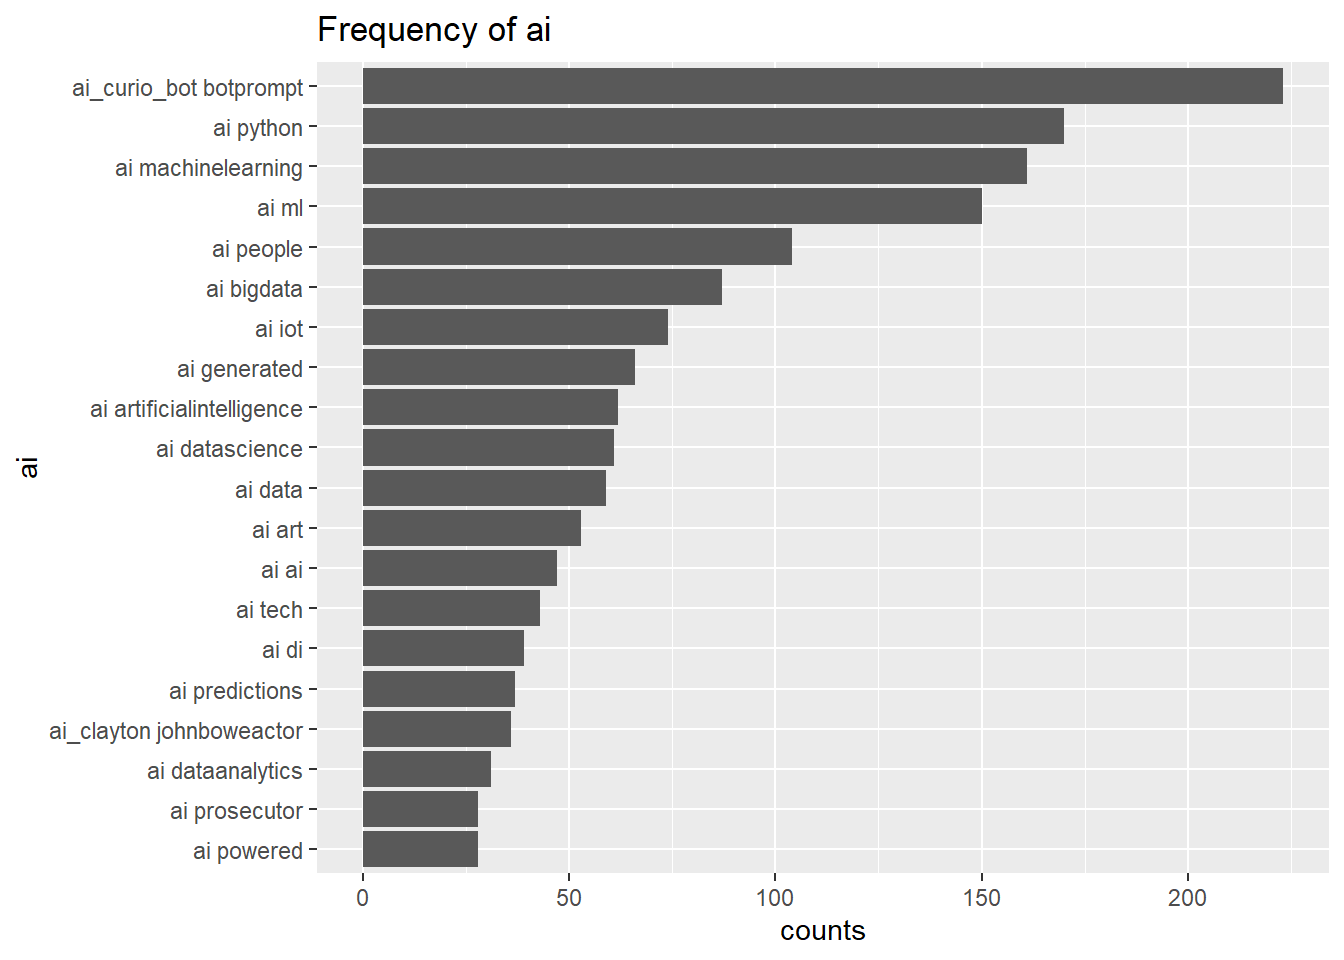 Frequency of ai
ai_curio_bot botprompt
ai python
ai machinelearning
ai ml
ai people
ai bigdata
ai iot
ai generated
ai artificialintelligence
ai datascience
ai data
ai art
ai ai
ai tech
ai di
ai predictions
ai_clayton johnboweactor
ai dataanalytics
ai prosecutor
ai powered
ai
0 50 100 150 200
counts